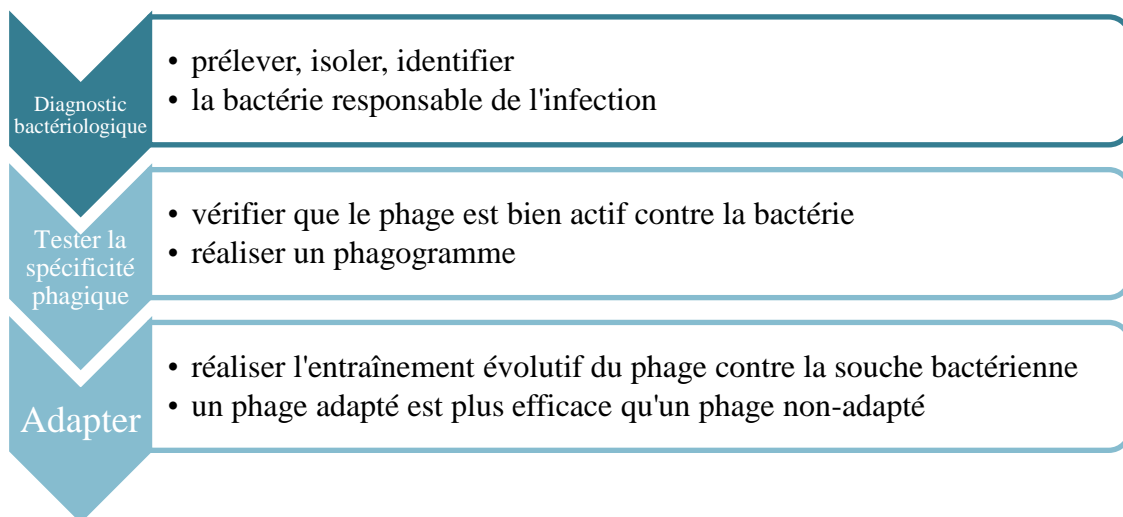 Diagnostic
bactériologique
• prélever, isoler, identifier
• la bactérie responsable de l'infection
Tester la
spécificité
phagique
• vérifier que le phage est bien actif contre la bactérie
• réaliser un phagogramme
Adapter
• réaliser l'entraînement évolutif du phage contre la souche bactérienne
• un phage adapté est plus efficace qu'un phage non-adapté